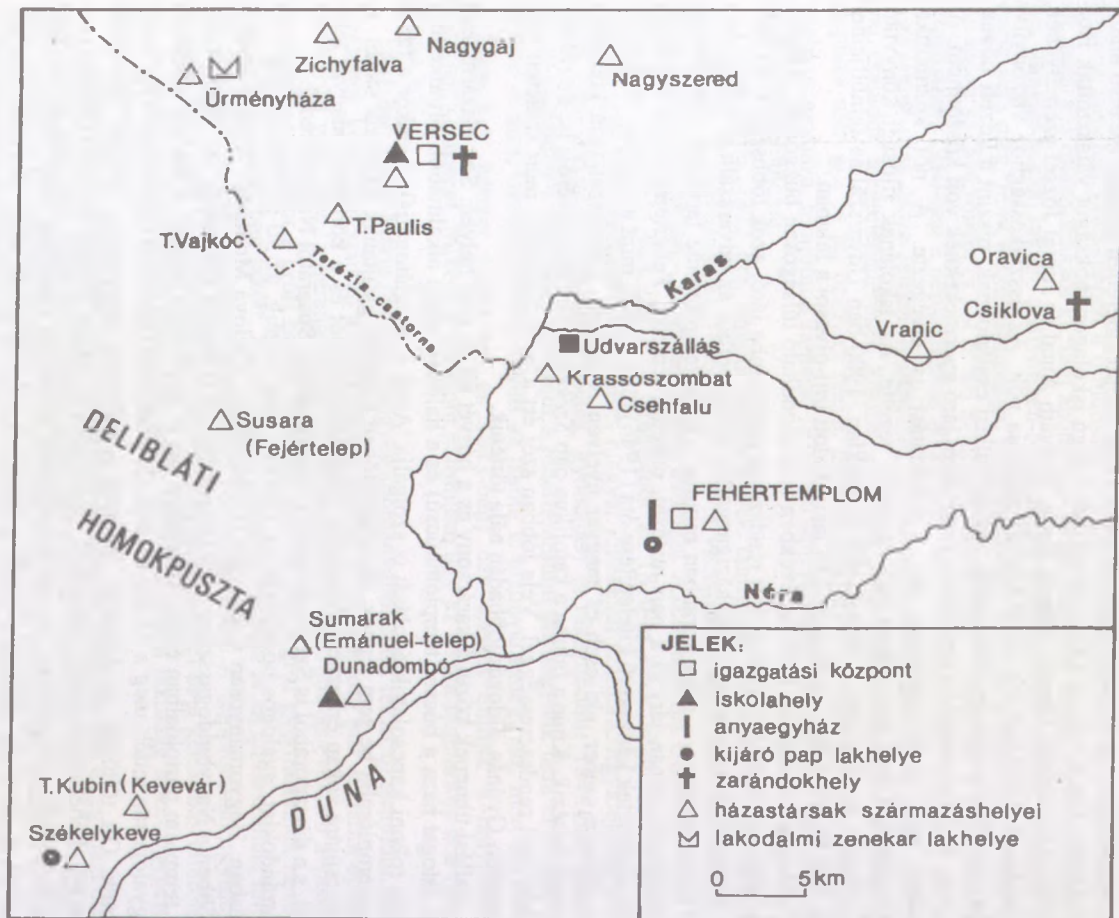 Nagygáj
Zichyfalva
Nagyszered
Ürményháza
VERSEC
T.Paulis
T.Vajkóc
Terézia-csatorna
Karas
Oravica
Csiklova
Vranic
Udvarszállás
Krassószombat
Csehfalu
Susara
(Fejértelep)
DELIBLÁTI
HOMOKPUSZTA
FEHÉRTEMPLOM
Néra
Sumarak
(Emánuel-telep)
Dunadombó
DUNA
T.Kubin (Kevevár)
Székelykeve
JELEK:
igazgatási központ
iskolahely
anyaegyház
kijáró pap lakhelye
zarándokhely
házastársak származáshelyei
lakodalmi zenekar lakhelye
0 5km